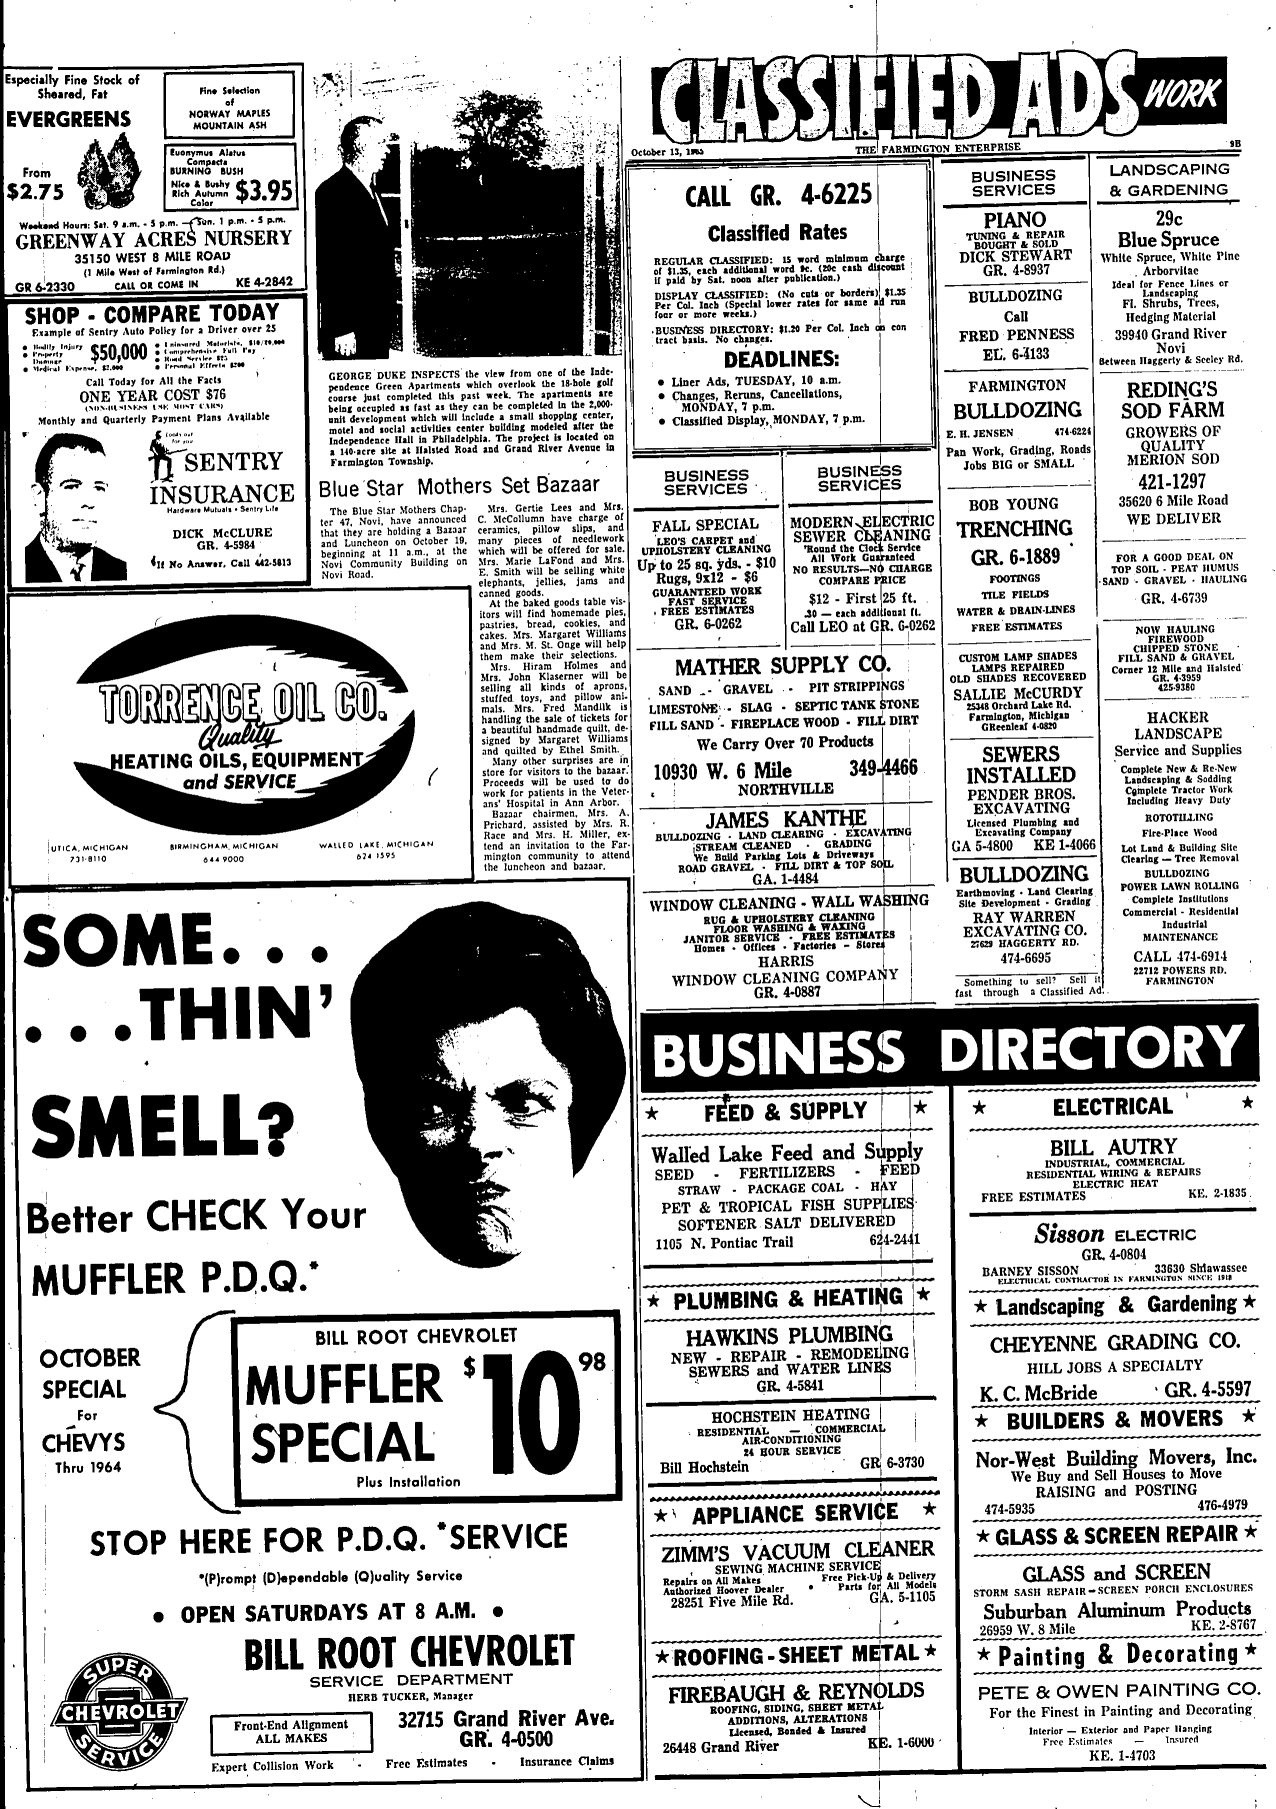 Especially Fine Stock of
Sheared, Fat
EVERGREENS
From
$2.75
Fine Selection
of
NORWAY MAPLES
MOUNTAIN ASH
Euonymus Alatus
Compacta
BURNING BUSH
Nice & Bushy
Rich Autumn
Color
$3.95
Weekend Hours: Sat. 9 a.m. - 5 p.m. - Sun. 1 p.m. - 5 p.m.
GREENWAY ACRES NURSERY
35150 WEST 8 MILE ROAD
(1 Mile West of Farmington Rd.)
GR 6-2330 CALL OR COME IN KE 4-2842
SHOP - COMPARE TODAY
Example of Sentry Auto Policy for a Driver over 25
• Bodily Injury
• Property
Damage
• Medical Expense, $2,000
$50,000
• Uninsured Motorists, $10/20,000
• Comprehensive Full Pay
• Road Service $25
• Personal Effects $200
Call Today for All the Facts
ONE YEAR COST $76
(NON-BUSINESS USE MOST CARS)
Monthly and Quarterly Payment Plans Available
Looks out
for you
SENTRY
INSURANCE
Hardware Mutuals • Sentry Life
DICK McCLURE
GR. 4-5984
If No Answer, Call 442-5813
GEORGE DUKE INSPECTS the view from one of the Inde-
pendence Green Apartments which overlook the 18-hole golf
course just completed this past week. The apartments are
being occupied as fast as they can be completed in the 2,000-
unit development which will include a small shopping center,
motel and social activities center building modeled after the
Independence Hall in Philadelphia. The project is located on
a 140-acre site at Halsted Road and Grand River Avenue in
Farmington Township.
Blue Star Mothers Set Bazaar
The Blue Star Mothers Chap-
ter 47, Novi, have announced
that they are holding a Bazaar
and Luncheon on October 19,
beginning at 11 a.m., at the
Novi Community Building on
Novi Road.
Mrs. Gertie Lees and Mrs.
C. McCollumn have charge of
ceramics, pillow slips, and
many pieces of needlework
which will be offered for sale.
Mrs. Marie LaFond and Mrs.
E. Smith will be selling white
elephants, jellies, jams and
canned goods.
At the baked goods table vis-
itors will find homemade pies,
pastries, bread, cookies, and
cakes. Mrs. Margaret Williams
and Mrs. M. St. Onge will help
them make their selections.
Mrs. Hiram Holmes and
Mrs. John Klaserner will be
selling all kinds of aprons,
stuffed toys, and pillow ani-
mals. Mrs. Fred Mandilk is
handling the sale of tickets for
a beautiful handmade quilt, de-
signed by Margaret Williams
and quilted by Ethel Smith.
Many other surprises are in
store for visitors to the bazaar.
Proceeds will be used to do
work for patients in the Veter-
ans' Hospital in Ann Arbor.
Bazaar chairmen, Mrs. A.
Prichard, assisted by Mrs. R.
Race and Mrs. H. Miller, ex-
tend an invitation to the Far-
mington community to attend
the luncheon and bazaar.
TORRENCE OIL CO.
Quality
HEATING OILS, EQUIPMENT
and SERVICE
UTICA, MICHIGAN
731-8110
BIRMINGHAM, MICHIGAN
644 9000
WALLED LAKE, MICHIGAN
624 1595
SOME. . .
. . .THIN'
SMELL?
Better CHECK Your
MUFFLER P.D.Q.*
OCTOBER
SPECIAL
For
CHEVYS
Thru 1964
BILL ROOT CHEVROLET
MUFFLER
SPECIAL
$10 98
Plus Installation
STOP HERE FOR P.D.Q. *SERVICE
*(P)rompt (D)ependable (Q)uality Service
• OPEN SATURDAYS AT 8 A.M. •
BILL ROOT CHEVROLET
SERVICE DEPARTMENT
HERB TUCKER, Manager
SUPER
CHEVROLET
SERVICE
Front-End Alignment
ALL MAKES
32715 Grand River Ave.
GR. 4-0500
Expert Collision Work - Free Estimates - Insurance Claims
CLASSIFIED ADS WORK
October 13, THE FARMINGTON ENTERPRISE 9B
CALL GR. 4-6225
Classified Rates
REGULAR CLASSIFIED: 15 word minimum charge
of $1.35, each additional word 9c. (20c cash discount
if paid by Sat. noon after publication.)
DISPLAY CLASSIFIED: (No cuts or borders) $1.35
Per Col. Inch (Special lower rates for same ad run
four or more weeks.)
BUSINESS DIRECTORY: $1.20 Per Col. Inch on con
tract basis. No changes.
DEADLINES:
• Liner Ads, TUESDAY, 10 a.m.
• Changes, Reruns, Cancellations,
MONDAY, 7 p.m.
• Classified Display, MONDAY, 7 p.m.
BUSINESS
SERVICES
FALL SPECIAL
LEO'S CARPET and
UPHOLSTERY CLEANING
Up to 25 sq. yds. - $10
Rugs, 9x12 - $6
GUARANTEED WORK
FAST SERVICE
FREE ESTIMATES
GR. 6-0262
BUSINESS
SERVICES
MODERN ELECTRIC
SEWER CLEANING
'Round the Clock Service
All Work Guaranteed
NO RESULTS—NO CHARGE
COMPARE PRICE
$12 - First 25 ft.
.30 — each additional ft.
Call LEO at GR. 6-0262
MATHER SUPPLY CO.
SAND - GRAVEL - PIT STRIPPINGS
LIMESTONE - SLAG - SEPTIC TANK STONE
FILL SAND - FIREPLACE WOOD - FILL DIRT
We Carry Over 70 Products
10930 W. 6 Mile 349-4466
NORTHVILLE
JAMES KANTHE
BULLDOZING - LAND CLEARING - EXCAVATING
STREAM CLEANED - GRADING
We Build Parking Lots & Driveways
ROAD GRAVEL - FILL DIRT & TOP SOIL
GA. 1-4484
WINDOW CLEANING - WALL WASHING
RUG & UPHOLSTERY CLEANING
FLOOR WASHING & WAXING
JANITOR SERVICE - FREE ESTIMATES
Homes - Offices - Factories - Stores
HARRIS
WINDOW CLEANING COMPANY
GR. 4-0887
BUSINESS
SERVICES
PIANO
TUNING & REPAIR
BOUGHT & SOLD
DICK STEWART
GR. 4-8937
BULLDOZING
Call
FRED PENNESS
EL. 6-4133
FARMINGTON
BULLDOZING
E. H. JENSEN 474-6224
Pan Work, Grading, Roads
Jobs BIG or SMALL
BOB YOUNG
TRENCHING
GR. 6-1889
FOOTINGS
TILE FIELDS
WATER & DRAIN-LINES
FREE ESTIMATES
CUSTOM LAMP SHADES
LAMPS REPAIRED
OLD SHADES RECOVERED
SALLIE McCURDY
25348 Orchard Lake Rd.
Farmington, Michigan
GReenleaf 4-0820
SEWERS
INSTALLED
PENDER BROS.
EXCAVATING
Licensed Plumbing and
Excavating Company
GA 5-4800 KE 1-4066
BULLDOZING
Earthmoving - Land Clearing
Site Development - Grading
RAY WARREN
EXCAVATING CO.
27629 HAGGERTY RD.
474-6695
Something to sell? Sell it
fast through a Classified Ad.
LANDSCAPING
& GARDENING
29c
Blue Spruce
White Spruce, White Pine
Arborvitae
Ideal for Fence Lines or
Landscaping
Fl. Shrubs, Trees,
Hedging Material
39940 Grand River
Novi
Between Haggerty & Seeley Rd.
REDING'S
SOD FARM
GROWERS OF
QUALITY
MERION SOD
421-1297
35620 6 Mile Road
WE DELIVER
FOR A GOOD DEAL ON
TOP SOIL - PEAT HUMUS
SAND - GRAVEL - HAULING
GR. 4-6739
NOW HAULING
FIREWOOD
CHIPPED STONE
FILL SAND & GRAVEL
Corner 12 Mile and Halsted
GR. 4-3959
425-9380
HACKER
LANDSCAPE
Service and Supplies
Complete New & Re-New
Landscaping & Sodding
Complete Tractor Work
Including Heavy Duty
ROTOTILLING
Fire-Place Wood
Lot Land & Building Site
Clearing — Tree Removal
BULLDOZING
POWER LAWN ROLLING
Complete Institutions
Commercial - Residential
Industrial
MAINTENANCE
CALL 474-6914
22712 POWERS RD.
FARMINGTON
BUSINESS DIRECTORY
★ FEED & SUPPLY ★
Walled Lake Feed and Supply
SEED - FERTILIZERS - FEED
STRAW - PACKAGE COAL - HAY
PET & TROPICAL FISH SUPPLIES
SOFTENER SALT DELIVERED
1105 N. Pontiac Trail 624-2441
★ PLUMBING & HEATING ★
HAWKINS PLUMBING
NEW - REPAIR - REMODELING
SEWERS and WATER LINES
GR. 4-5841
HOCHSTEIN HEATING
RESIDENTIAL — COMMERCIAL
AIR-CONDITIONING
24 HOUR SERVICE
Bill Hochstein GR 6-3730
★ APPLIANCE SERVICE ★
ZIMM'S VACUUM CLEANER
SEWING MACHINE SERVICE
Repairs on All Makes Free Pick-Up & Delivery
Authorized Hoover Dealer • Parts for All Models
28251 Five Mile Rd. GA. 5-1105
★ ROOFING - SHEET METAL ★
FIREBAUGH & REYNOLDS
ROOFING, SIDING, SHEET METAL
ADDITIONS, ALTERATIONS
Licensed, Bonded & Insured
26448 Grand River KE. 1-6000
★ ELECTRICAL ★
BILL AUTRY
INDUSTRIAL, COMMERCIAL
RESIDENTIAL WIRING & REPAIRS
ELECTRIC HEAT
FREE ESTIMATES KE. 2-1835
Sisson ELECTRIC
GR. 4-0804
BARNEY SISSON 33630 Shiawassee
ELECTRICAL CONTRACTOR IN FARMINGTON SINCE 1918
★ Landscaping & Gardening ★
CHEYENNE GRADING CO.
HILL JOBS A SPECIALTY
K. C. McBride GR. 4-5597
★ BUILDERS & MOVERS ★
Nor-West Building Movers, Inc.
We Buy and Sell Houses to Move
RAISING and POSTING
474-5935 476-4979
★ GLASS & SCREEN REPAIR ★
GLASS and SCREEN
STORM SASH REPAIR - SCREEN PORCH ENCLOSURES
Suburban Aluminum Products
26959 W. 8 Mile KE. 2-8767
★ Painting & Decorating ★
PETE & OWEN PAINTING CO.
For the Finest in Painting and Decorating
Interior — Exterior and Paper Hanging
Free Estimates — Insured
KE. 1-4703